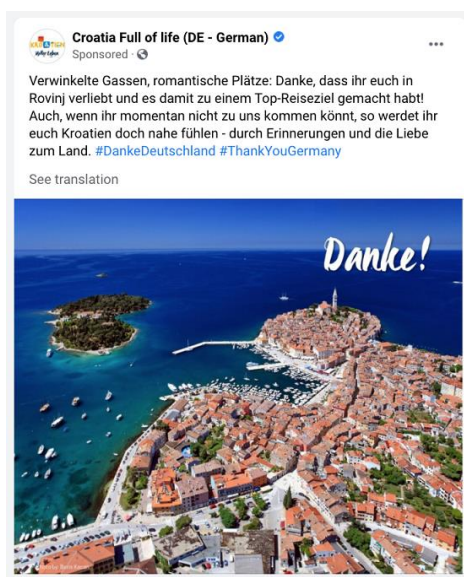 Croatia Full of life (DE - German)
Sponsored ·
Verwinkelte Gassen, romantische Plätze: Danke, dass ihr euch in
Rovinj verliebt und es damit zu einem Top-Reiseziel gemacht habt!
Auch, wenn ihr momentan nicht zu uns kommen könnt, so werdet ihr
euch Kroatien doch nahe fühlen - durch Erinnerungen und die Liebe
zum Land. #DankeDeutschland #ThankYouGermany
See translation
Danke!